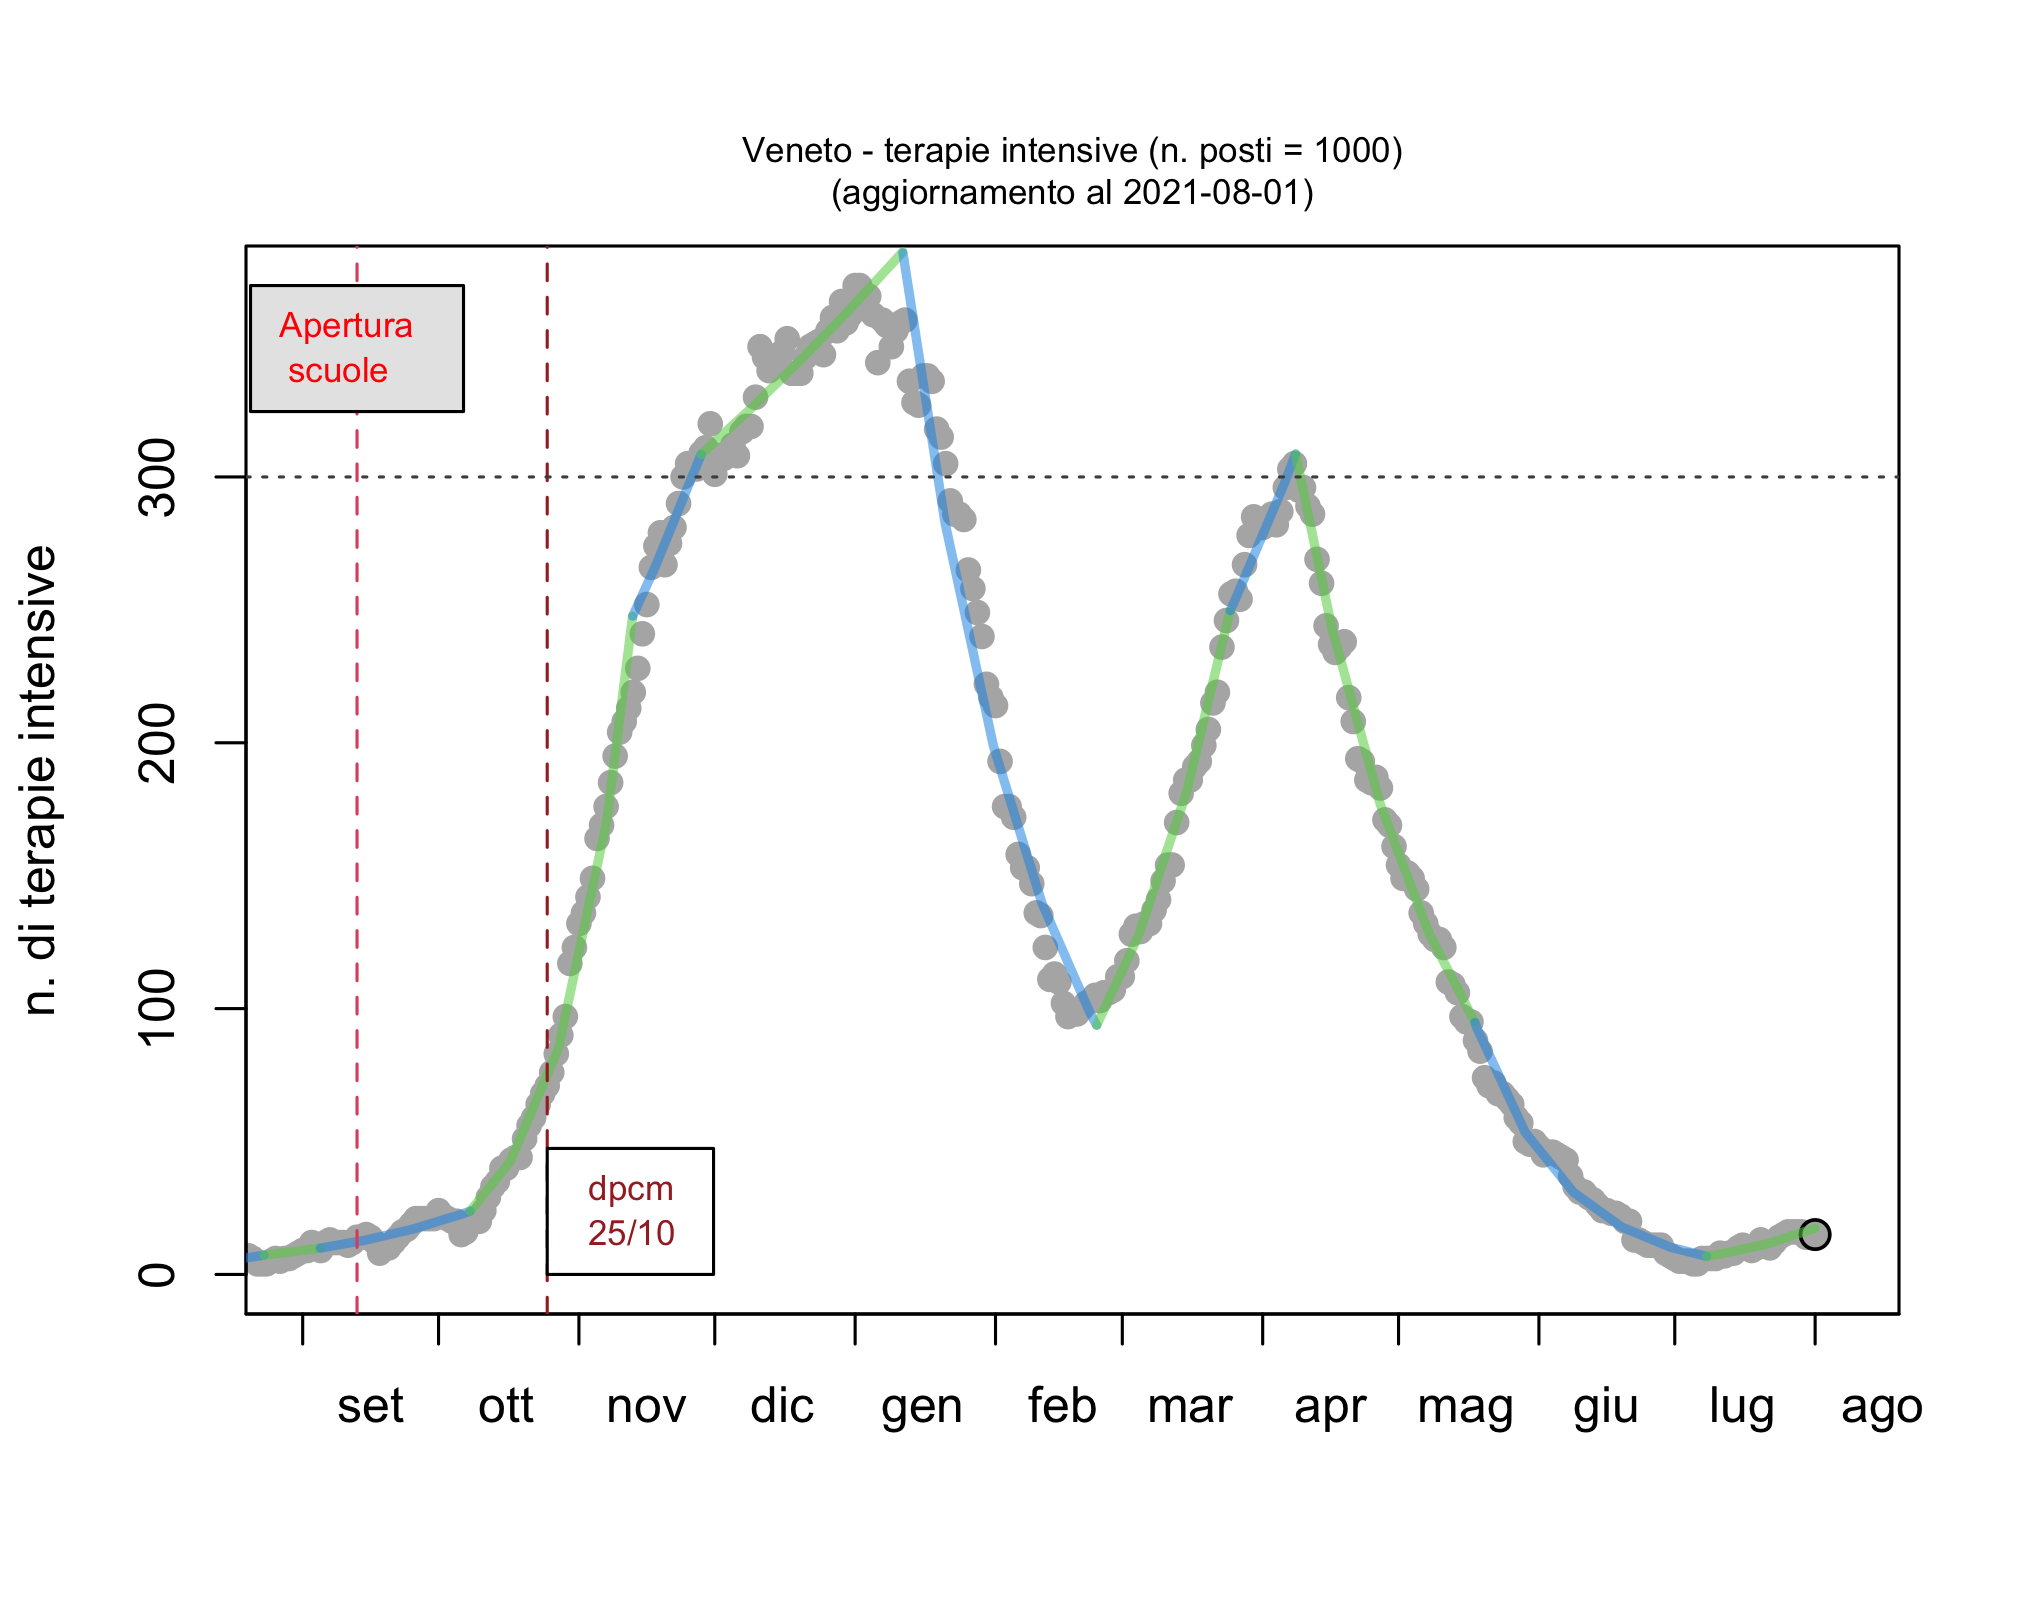 Veneto - terapie intensive (n. posti = 1000)
(aggiornamento al 2021-08-01)
Apertura
scuole
n. di terapie intensive
300
200
100
0
dpcm
25/10
set ott nov dic gen feb mar apr mag giu lug ago